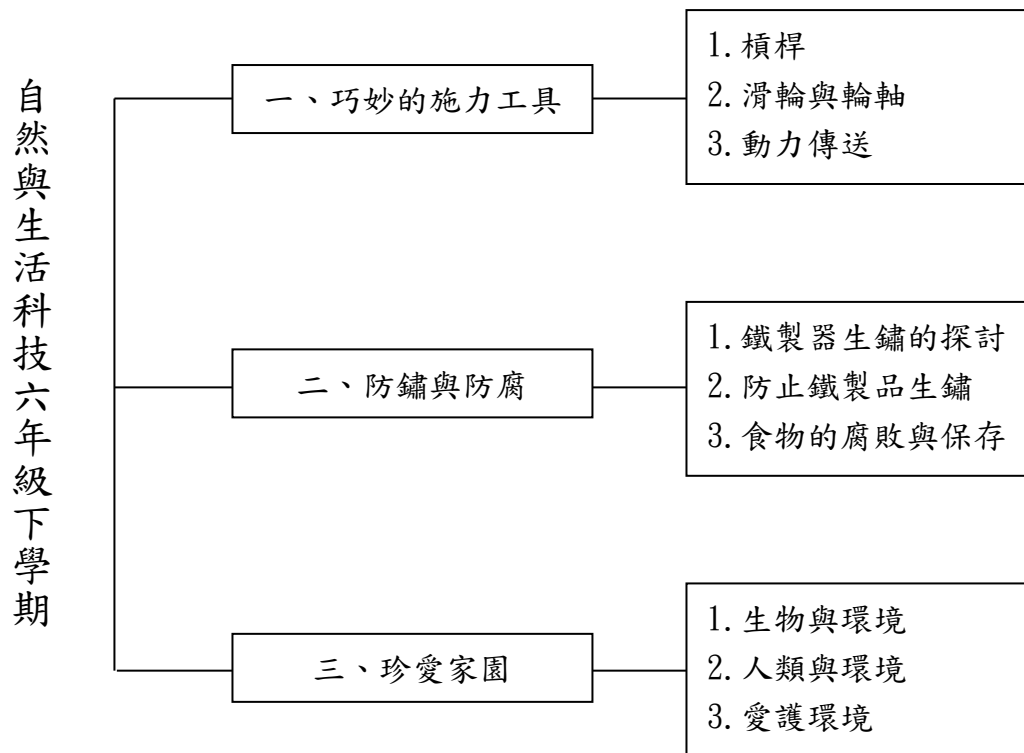 自然與生活科技六年級下學期
一、巧妙的施力工具
1.槓桿
2.滑輪與輪軸
3.動力傳送
二、防鏽與防腐
1.鐵製器生鏽的探討
2.防止鐵製品生鏽
3.食物的腐敗與保存
三、珍愛家園
1.生物與環境
2.人類與環境
3.愛護環境